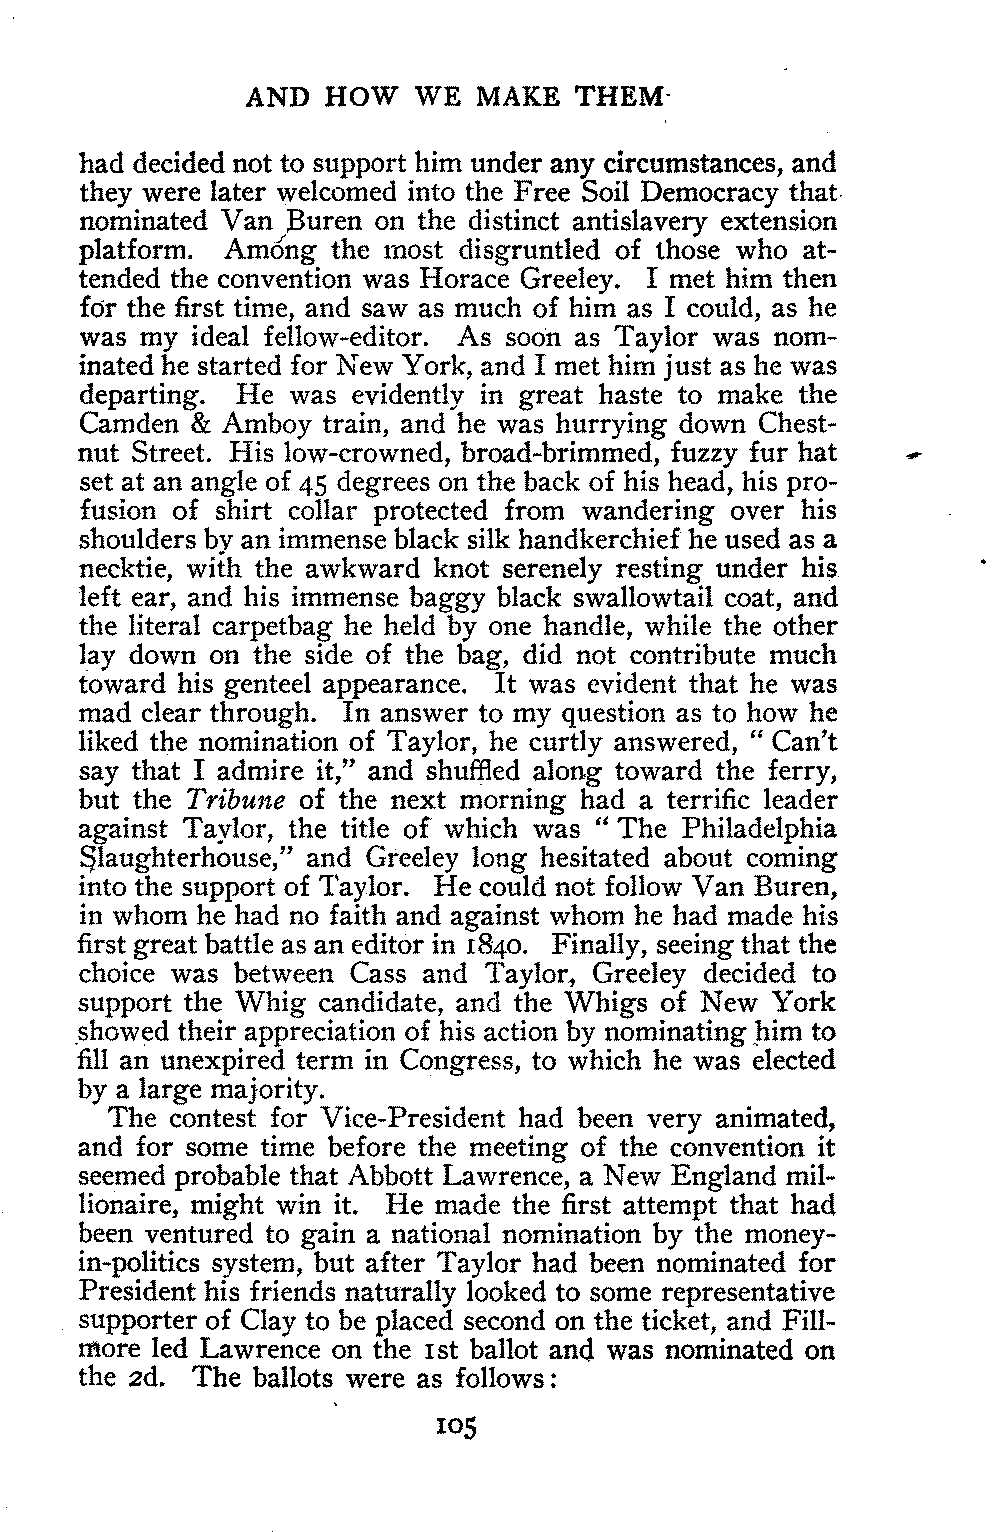 AND HOW WE MAKE THEM
had decided not to support him under any circumstances, and
they were later welcomed into the Free Soil Democracy that
nominated Van Buren on the distinct antislavery extension
platform. Among the most disgruntled of those who at-
tended the convention was Horace Greeley. I met him then
for the first time, and saw as much of him as I could, as he
was my ideal fellow-editor. As soon as Taylor was nom-
inated he started for New York, and I met him just as he was
departing. He was evidently in great haste to make the
Camden & Amboy train, and he was hurrying down Chest-
nut Street. His low-crowned, broad-brimmed, fuzzy fur hat
set at an angle of 45 degrees on the back of his head, his pro-
fusion of shirt collar protected from wandering over his
shoulders by an immense black silk handkerchief he used as a
necktie, with the awkward knot serenely resting under his
left ear, and his immense baggy black swallowtail coat, and
the literal carpetbag he held by one handle, while the other
lay down on the side of the bag, did not contribute much
toward his genteel appearance. It was evident that he was
mad clear through. In answer to my question as to how he
liked the nomination of Taylor, he curtly answered, " Can't
say that I admire it," and shuffled along toward the ferry,
but the Tribune of the next morning had a terrific leader
against Taylor, the title of which was " The Philadelphia
Slaughterhouse," and Greeley long hesitated about coming
into the support of Taylor. He could not follow Van Buren,
in whom he had no faith and against whom he had made his
first great battle as an editor in 1840. Finally, seeing that the
choice was between Cass and Taylor, Greeley decided to
support the Whig candidate, and the Whigs of New York
showed their appreciation of his action by nominating him to
fill an unexpired term in Congress, to which he was elected
by a large majority.
The contest for Vice-President had been very animated,
and for some time before the meeting of the convention it
seemed probable that Abbott Lawrence, a New England mil-
lionaire, might win it. He made the first attempt that had
been ventured to gain a national nomination by the money-
in-politics system, but after Taylor had been nominated for
President his friends naturally looked to some representative
supporter of Clay to be placed second on the ticket, and Fill-
more led Lawrence on the 1st ballot and was nominated on
the 2d. The ballots were as follows:
105